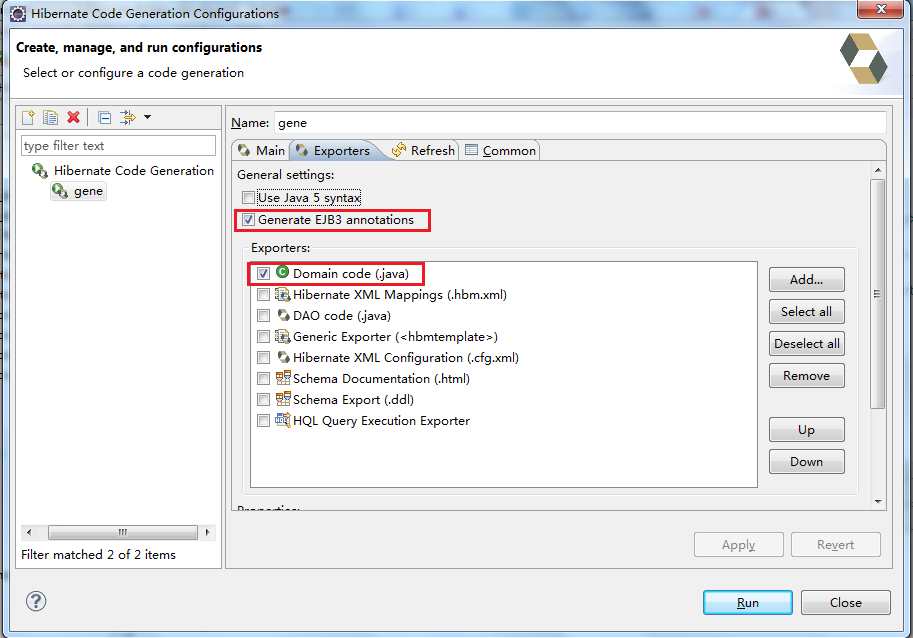 Hibernate Code Generation Configurations
Create, manage, and run configurations
Select or configure a code generation
type filter text
Hibernate Code Generation
gene
Filter matched 2 of 2 items
Name: gene
Main Exporters Refresh Common
General settings:
Use Java 5 syntax
Generate EJB3 annotations
Exporters:
Domain code (.java)
Hibernate XML Mappings (.hbm.xml)
DAO code (.java)
Generic Exporter (<hbmtemplate>)
Hibernate XML Configuration (.cfg.xml)
Schema Documentation (.html)
Schema Export (.ddl)
HQL Query Execution Exporter
Add...
Select all
Deselect all
Remove
Up
Down
Properties:
Apply Revert
Run Close